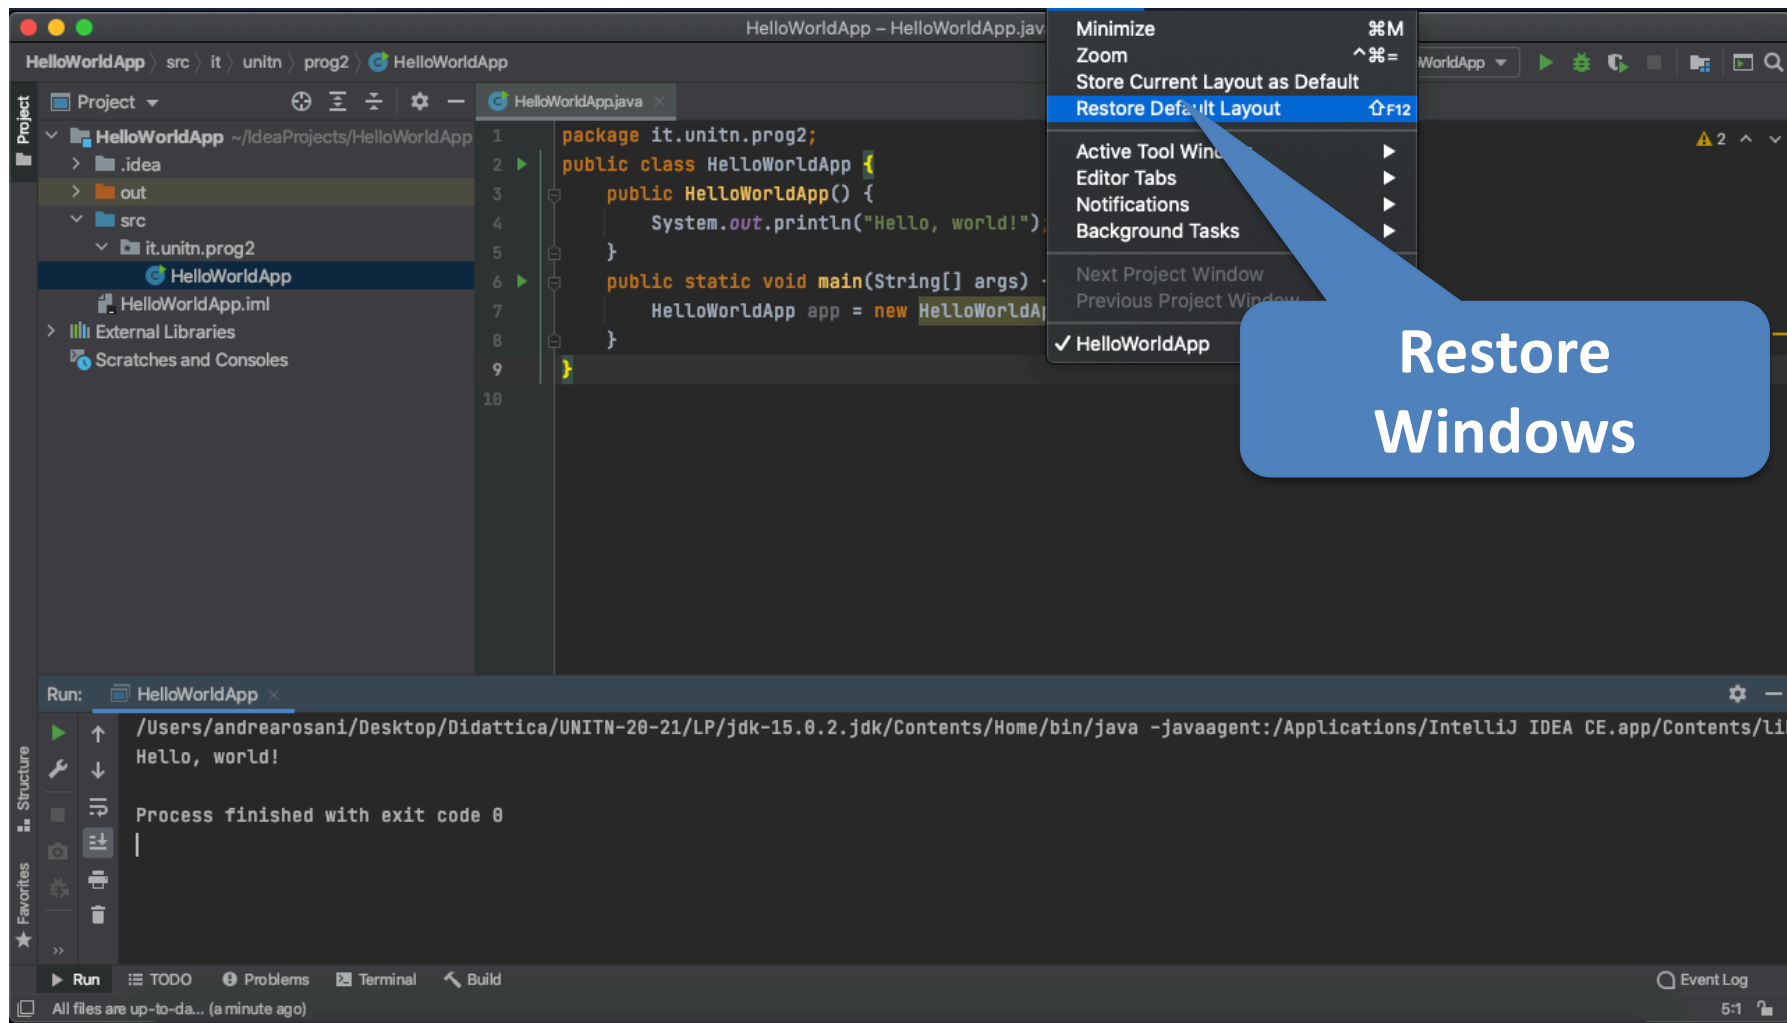 HelloWorldApp – HelloWorldApp.jav
HelloWorldApp › src › it › unitn › prog2 › HelloWorldApp
WorldApp
Minimize ⌘M
Zoom ^⌘=
Store Current Layout as Default
Restore Default Layout ⇧F12
Active Tool Window
Editor Tabs
Notifications
Background Tasks
Next Project Window
Previous Project Window
✓ HelloWorldApp
Restore
Windows
Project
Project
HelloWorldApp ~/IdeaProjects/HelloWorldApp
.idea
out
src
it.unitn.prog2
HelloWorldApp
HelloWorldApp.iml
External Libraries
Scratches and Consoles
HelloWorldApp.java
2
1 package it.unitn.prog2;
2 public class HelloWorldApp {
3 public HelloWorldApp() {
4 System.out.println("Hello, world!");
5 }
6 public static void main(String[] args)
7 HelloWorldApp app = new HelloWorldAp
8 }
9 }
10
Run: HelloWorldApp
/Users/andrearosani/Desktop/Didattica/UNITN-20-21/LP/jdk-15.0.2.jdk/Contents/Home/bin/java -javaagent:/Applications/IntelliJ IDEA CE.app/Contents/li
Hello, world!
Process finished with exit code 0
Structure
Favorites
Run TODO Problems Terminal Build Event Log
All files are up-to-da... (a minute ago) 5:1